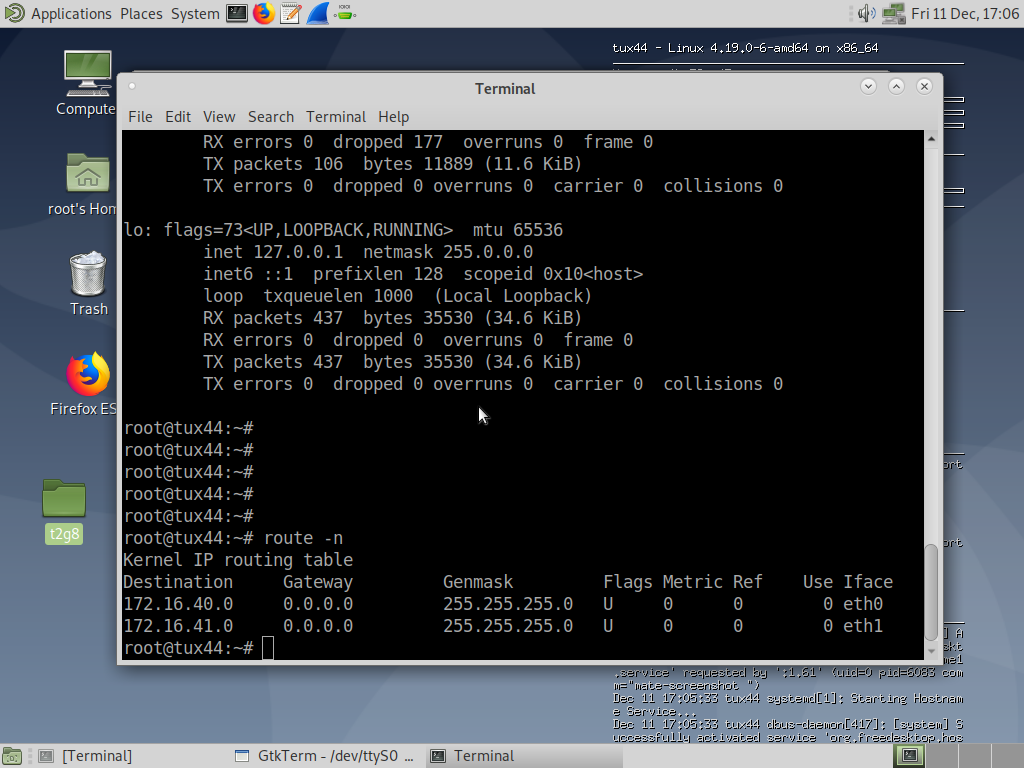 Applications Places System Fri 11 Dec, 17:06
tux44 - Linux 4.19.0-6-amd64 on x86_64
Compute
root's Hom
Trash
Firefox ES
t2g8
Terminal
File Edit View Search Terminal Help
RX errors 0 dropped 177 overruns 0 frame 0
TX packets 106 bytes 11889 (11.6 KiB)
TX errors 0 dropped 0 overruns 0 carrier 0 collisions 0
lo: flags=73<UP,LOOPBACK,RUNNING> mtu 65536
inet 127.0.0.1 netmask 255.0.0.0
inet6 ::1 prefixlen 128 scopeid 0x10<host>
loop txqueuelen 1000 (Local Loopback)
RX packets 437 bytes 35530 (34.6 KiB)
RX errors 0 dropped 0 overruns 0 frame 0
TX packets 437 bytes 35530 (34.6 KiB)
TX errors 0 dropped 0 overruns 0 carrier 0 collisions 0
root@tux44:~#
root@tux44:~#
root@tux44:~#
root@tux44:~#
root@tux44:~#
root@tux44:~# route -n
Kernel IP routing table
Destination Gateway Genmask Flags Metric Ref Use Iface
172.16.40.0 0.0.0.0 255.255.255.0 U 0 0 0 eth0
172.16.41.0 0.0.0.0 255.255.255.0 U 0 0 0 eth1
root@tux44:~#
ort
ort
] A
skt
me1
.service' requested by ':1.61' (uid=0 pid=6083 com
m="mate-screenshot ")
Dec 11 17:05:33 tux44 systemd[1]: Starting Hostnam
e Service...
Dec 11 17:05:33 tux44 dbus-daemon[417]: [system] S
uccessfully activated service 'org.freedesktop.hos
[Terminal] GtkTerm - /dev/ttyS0 ... Terminal